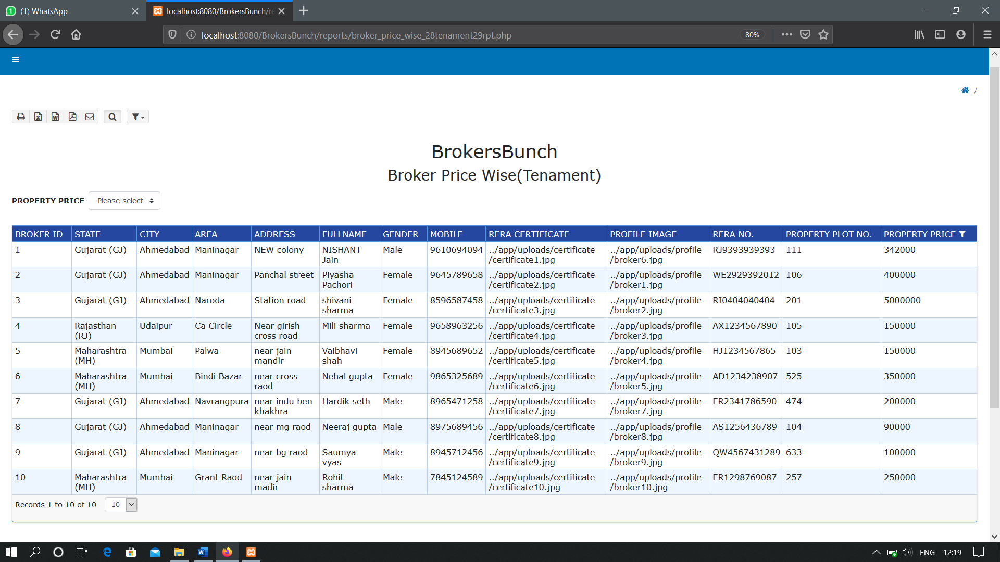 (1) WhatsApp
localhost:8080/BrokersBunch/re
localhost:8080/BrokersBunch/reports/broker_price_wise_28tenament29rpt.php 80%
/
BrokersBunch
Broker Price Wise(Tenament)
PROPERTY PRICE Please select
BROKER ID STATE CITY AREA ADDRESS FULLNAME GENDER MOBILE RERA CERTIFICATE PROFILE IMAGE RERA NO. PROPERTY PLOT NO. PROPERTY PRICE
1 Gujarat (GJ) Ahmedabad Maninagar NEW colony NISHANT Male 9610694094 ../app/uploads/certificate ../app/uploads/profile RJ9393939393 111 342000
Jain /certificate1.jpg /broker6.jpg
2 Gujarat (GJ) Ahmedabad Maninagar Panchal street Piyasha Female 9645789658 ../app/uploads/certificate ../app/uploads/profile WE2929392012 106 400000
Pachori /certificate2.jpg /broker1.jpg
3 Gujarat (GJ) Ahmedabad Naroda Station road shivani Female 8596587458 ../app/uploads/certificate ../app/uploads/profile RI0404040404 201 5000000
sharma /certificate3.jpg /broker2.jpg
4 Rajasthan Udaipur Ca Circle Near girish Mili sharma Female 9658963256 ../app/uploads/certificate ../app/uploads/profile AX1234567890 105 150000
(RJ) cross road /certificate4.jpg /broker3.jpg
5 Maharashtra Mumbai Palwa near jain Vaibhavi Female 8945689652 ../app/uploads/certificate ../app/uploads/profile HJ1234567865 103 150000
(MH) mandir shah /certificate5.jpg /broker4.jpg
6 Maharashtra Mumbai Bindi Bazar near cross Nehal gupta Female 9865325689 ../app/uploads/certificate ../app/uploads/profile AD1234238907 525 350000
(MH) raod /certificate6.jpg /broker5.jpg
7 Gujarat (GJ) Ahmedabad Navrangpura near indu ben Hardik seth Male 8965471258 ../app/uploads/certificate ../app/uploads/profile ER2341786590 474 200000
khakhra /certificate7.jpg /broker7.jpg
8 Gujarat (GJ) Ahmedabad Maninagar near mg raod Neeraj gupta Male 8975689456 ../app/uploads/certificate ../app/uploads/profile AS1256436789 104 90000
/certificate8.jpg /broker8.jpg
9 Gujarat (GJ) Ahmedabad Maninagar near bg raod Saumya Male 8945712456 ../app/uploads/certificate ../app/uploads/profile QW4567431289 633 100000
vyas /certificate9.jpg /broker9.jpg
10 Maharashtra Mumbai Grant Raod near jain Rohit Male 7845124589 ../app/uploads/certificate ../app/uploads/profile ER1298769087 257 250000
(MH) madir sharma /certificate10.jpg /broker10.jpg
Records 1 to 10 of 10 10
ENG 12:19